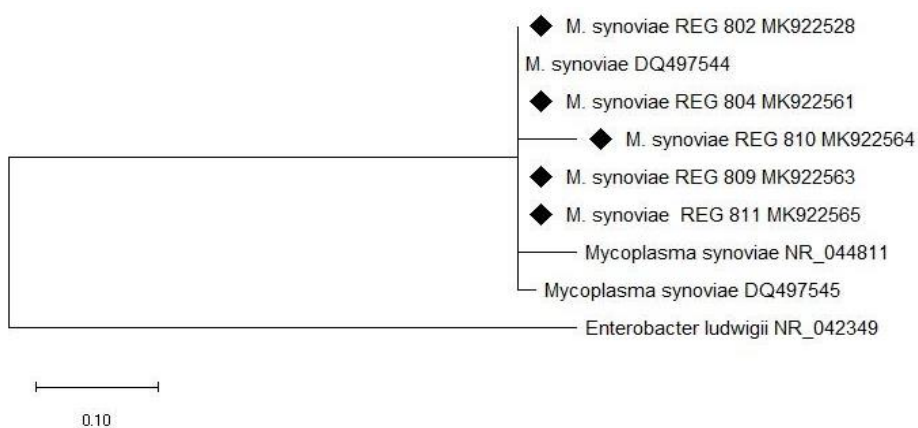 M. synoviae REG 802 MK922528
M. synoviae DQ497544
M. synoviae REG 804 MK922561
M. synoviae REG 810 MK922564
M. synoviae REG 809 MK922563
M. synoviae REG 811 MK922565
Mycoplasma synoviae NR_044811
Mycoplasma synoviae DQ497545
Enterobacter ludwigii NR_042349
0.10